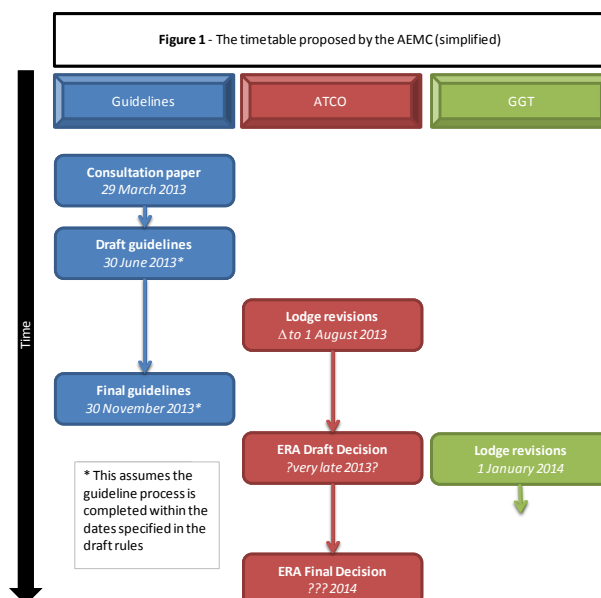 Figure 1 - The timetable proposed by the AEMC (simplified)
Guidelines
ATCO
GGT
Consultation paper
29 March 2013
Draft guidelines
30 June 2013*
Lodge revisions
Δ to 1 August 2013
Time
Final guidelines
30 November 2013*
ERA Draft Decision
?very late 2013?
Lodge revisions
1 January 2014
* This assumes the
guideline process is
completed within the
dates specified in the
draft rules
ERA Final Decision
??? 2014